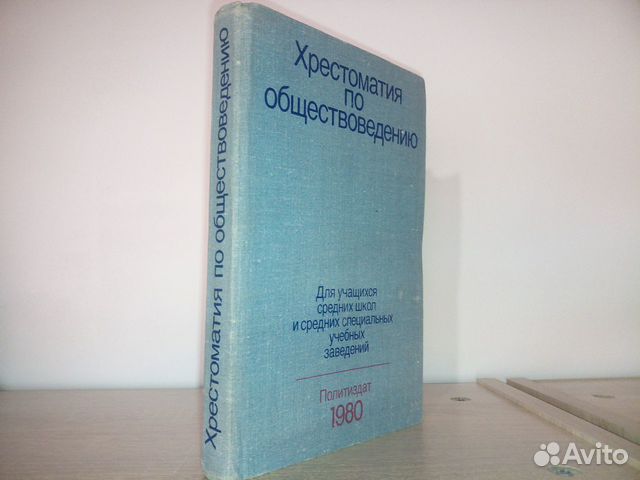 Хрестоматия по обществоведению
Хрестоматия
по
обществоведению
Для учащихся
средних школ
и средних специальных
учебных
заведений
Политиздат
1980
Avito